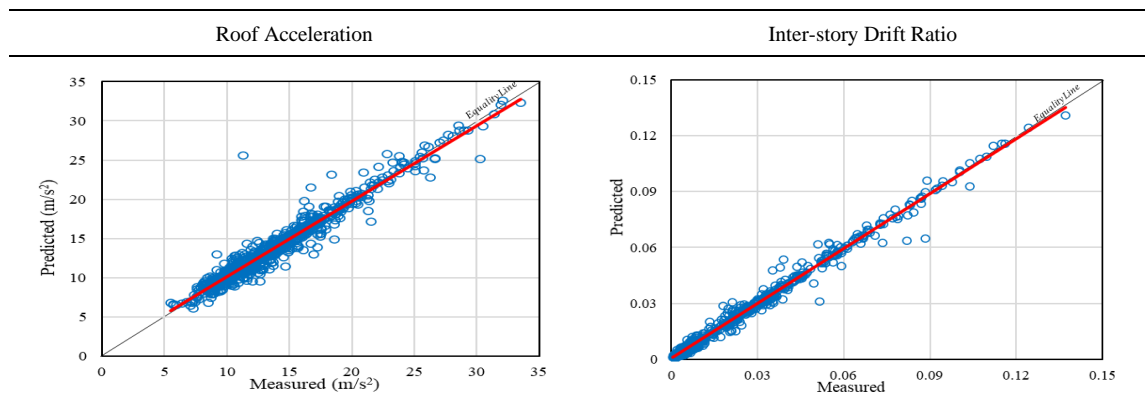 Roof Acceleration
Inter-story Drift Ratio
35
30
25
20
15
10
5
0
Predicted (m/s²)
Equality Line
0 5 10 15 20 25 30 35
Measured (m/s²)
0.15
0.12
0.09
0.06
0.03
0
Predicted
Equality Line
0 0.03 0.06 0.09 0.12 0.15
Measured